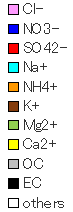 Cl-
NO3-
SO42-
Na+
NH4+
K+
Mg2+
Ca2+
OC
EC
others